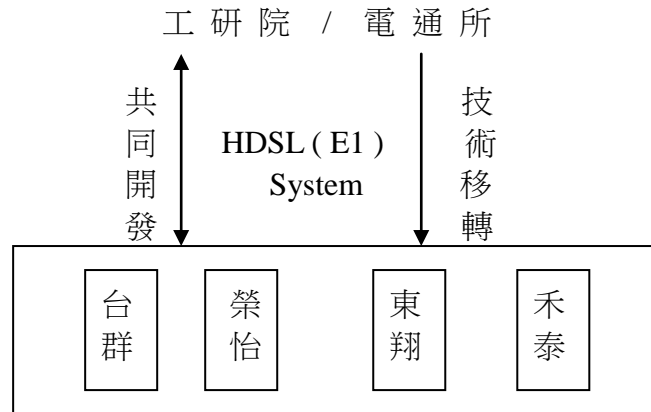 工研院 / 電通所
共同開發
HDSL ( E1 )
System
技術移轉
台群
榮怡
東翔
禾泰